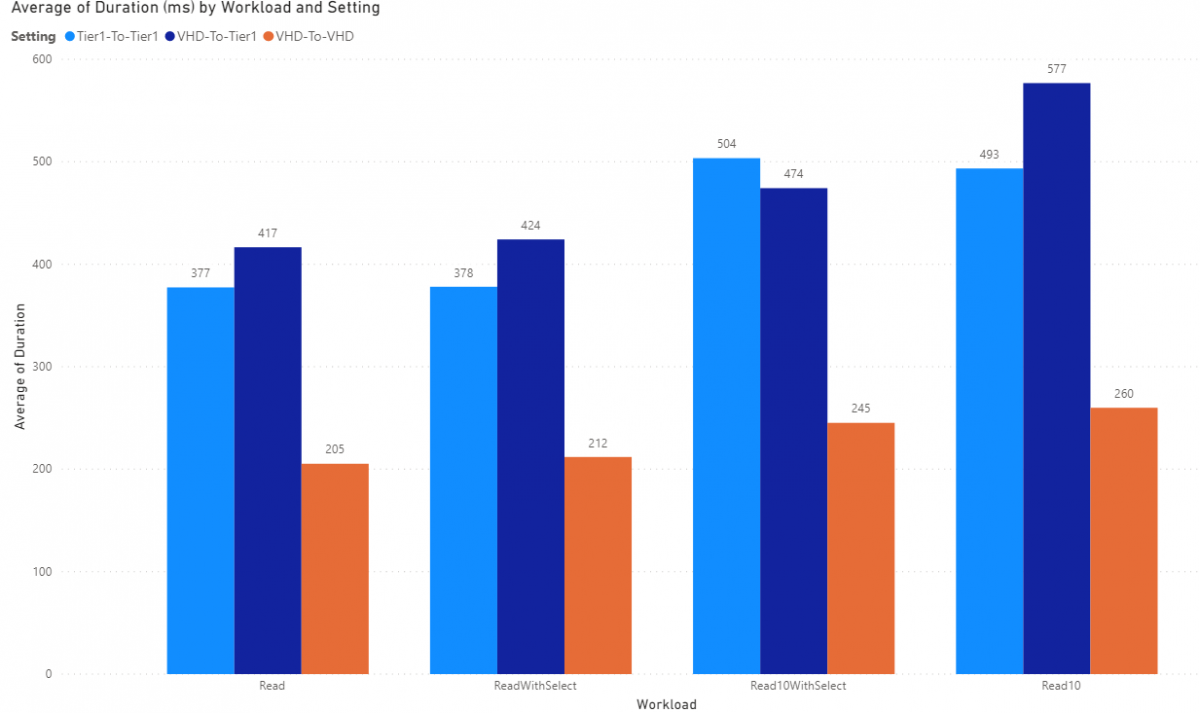 Average of Duration (ms) by Workload and Setting
Setting Tier1-To-Tier1 VHD-To-Tier1 VHD-To-VHD
600
500
400
300
200
100
0
Average of Duration
377
417
205
378
424
212
504
474
245
493
577
260
Read
ReadWithSelect
Read10WithSelect
Read10
Workload